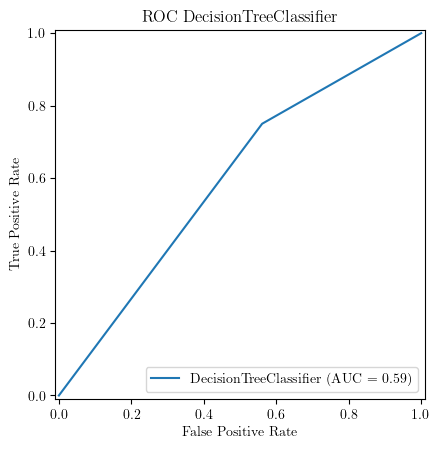 ROC DecisionTreeClassifier
1.0
0.8
0.6
0.4
0.2
0.0
True Positive Rate
DecisionTreeClassifier (AUC = 0.59)
0.0 0.2 0.4 0.6 0.8 1.0
False Positive Rate